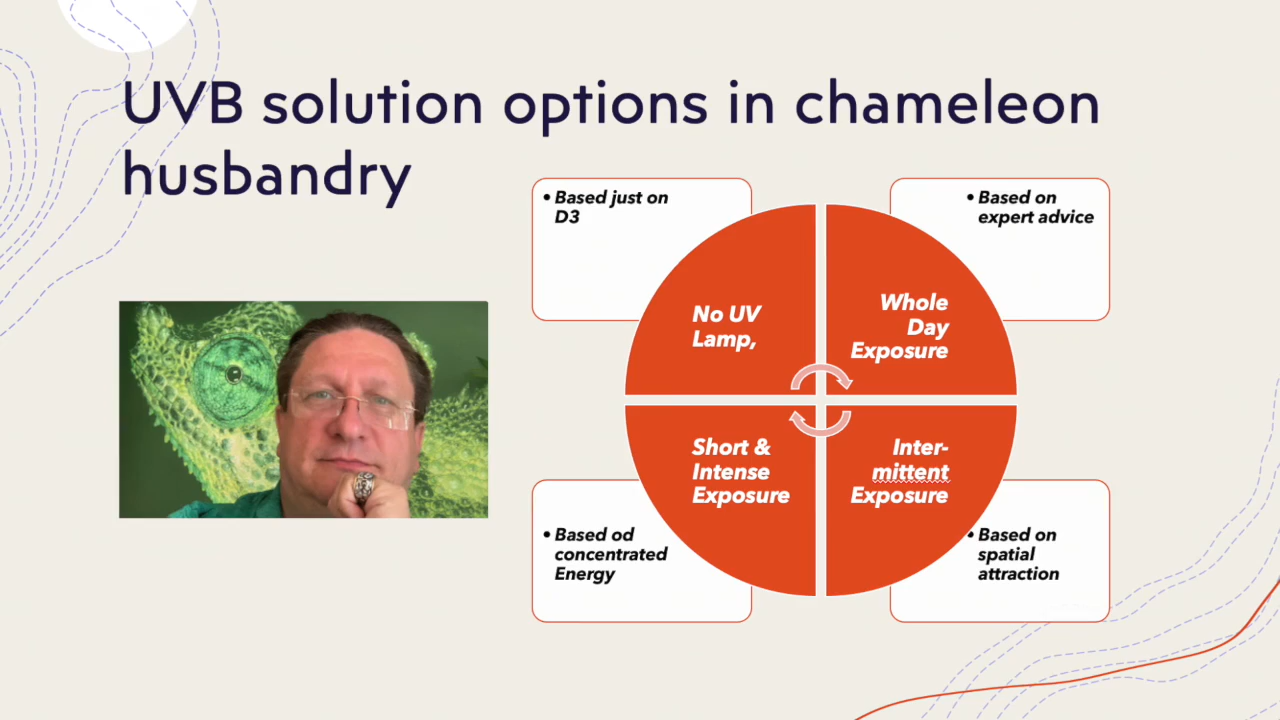 UVB solution options in chameleon
husbandry
• Based just on
D3
• Based on
expert advice
No UV
Lamp,
Whole
Day
Exposure
Short &
Intense
Exposure
Inter-
mittent
Exposure
• Based od
concentrated
Energy
• Based on
spatial
attraction